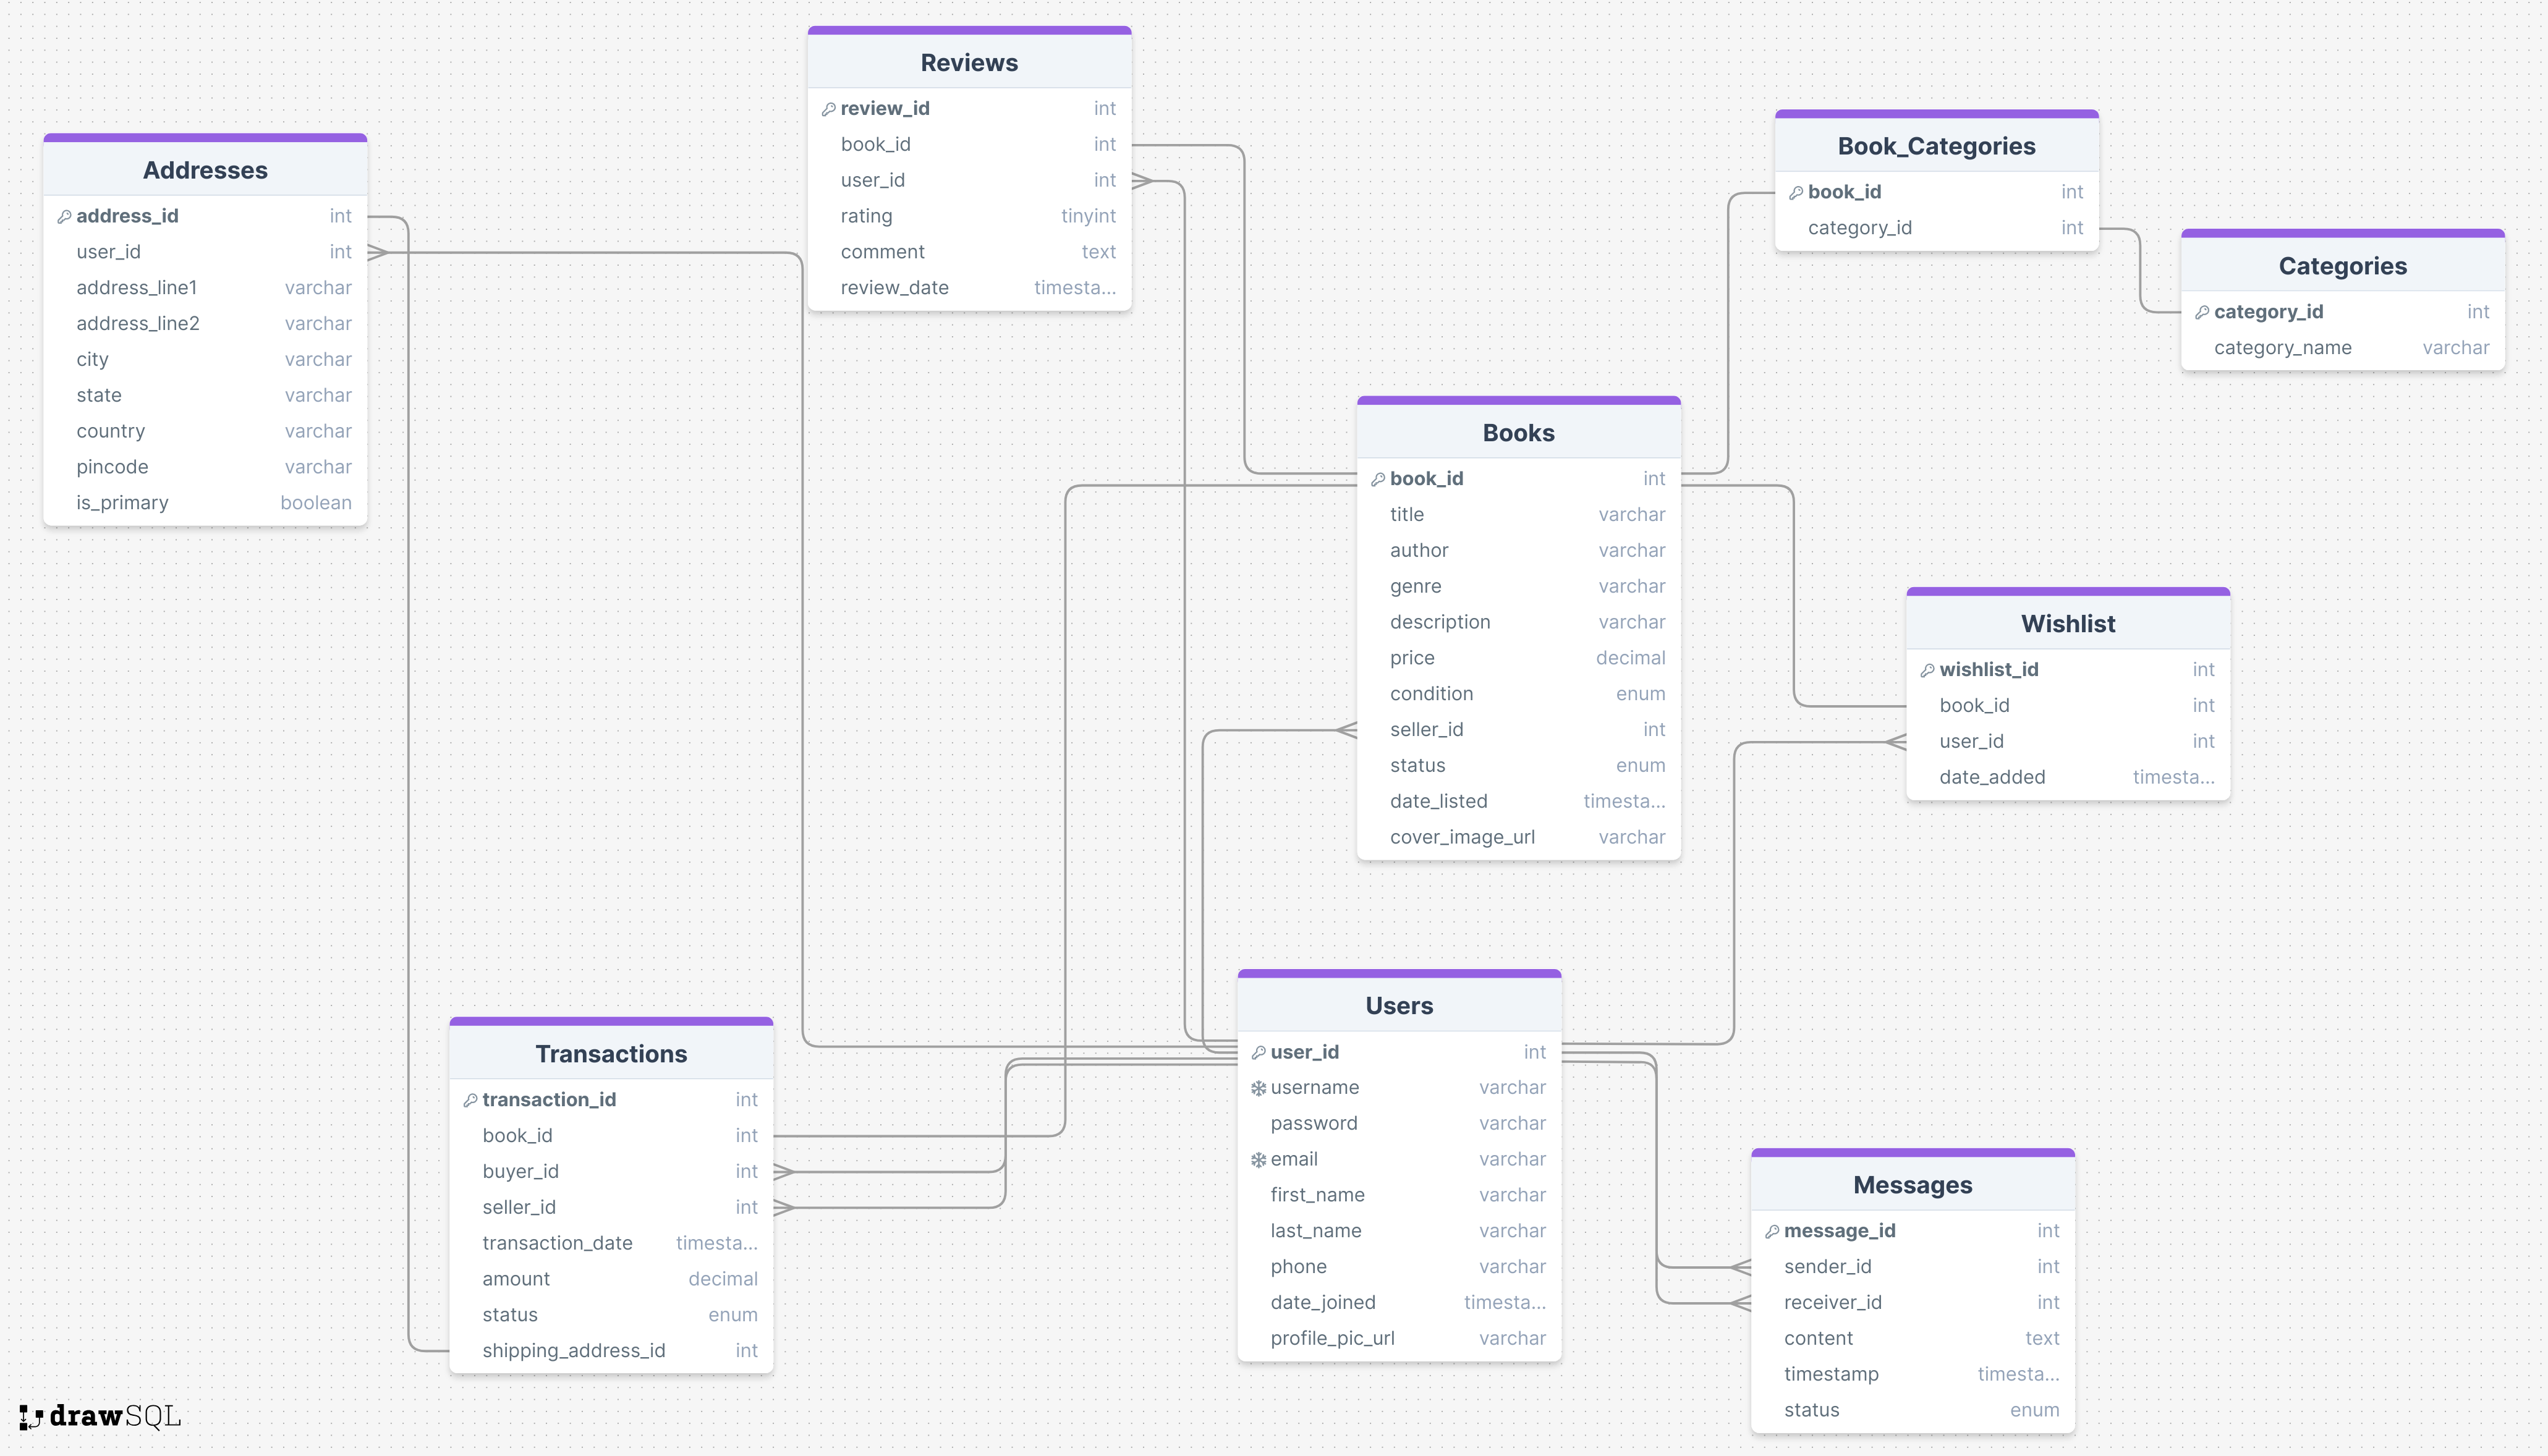 Reviews
review_id int
book_id int
user_id int
rating tinyint
comment text
review_date timesta...
Addresses
address_id int
user_id int
address_line1 varchar
address_line2 varchar
city varchar
state varchar
country varchar
pincode varchar
is_primary boolean
Book_Categories
book_id int
category_id int
Categories
category_id int
category_name varchar
Books
book_id int
title varchar
author varchar
genre varchar
description varchar
price decimal
condition enum
seller_id int
status enum
date_listed timesta...
cover_image_url varchar
Wishlist
wishlist_id int
book_id int
user_id int
date_added timesta...
Transactions
transaction_id int
book_id int
buyer_id int
seller_id int
transaction_date timesta...
amount decimal
status enum
shipping_address_id int
Users
user_id int
username varchar
password varchar
email varchar
first_name varchar
last_name varchar
phone varchar
date_joined timesta...
profile_pic_url varchar
Messages
message_id int
sender_id int
receiver_id int
content text
timestamp timesta...
status enum
drawSQL